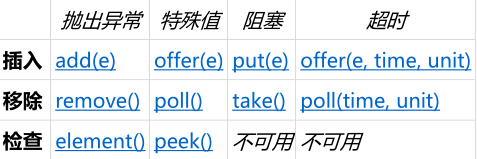 抛出异常 特殊值 阻塞 超时
插入 add(e) offer(e) put(e) offer(e, time, unit)
移除 remove() poll() take() poll(time, unit)
检查 element() peek() 不可用 不可用